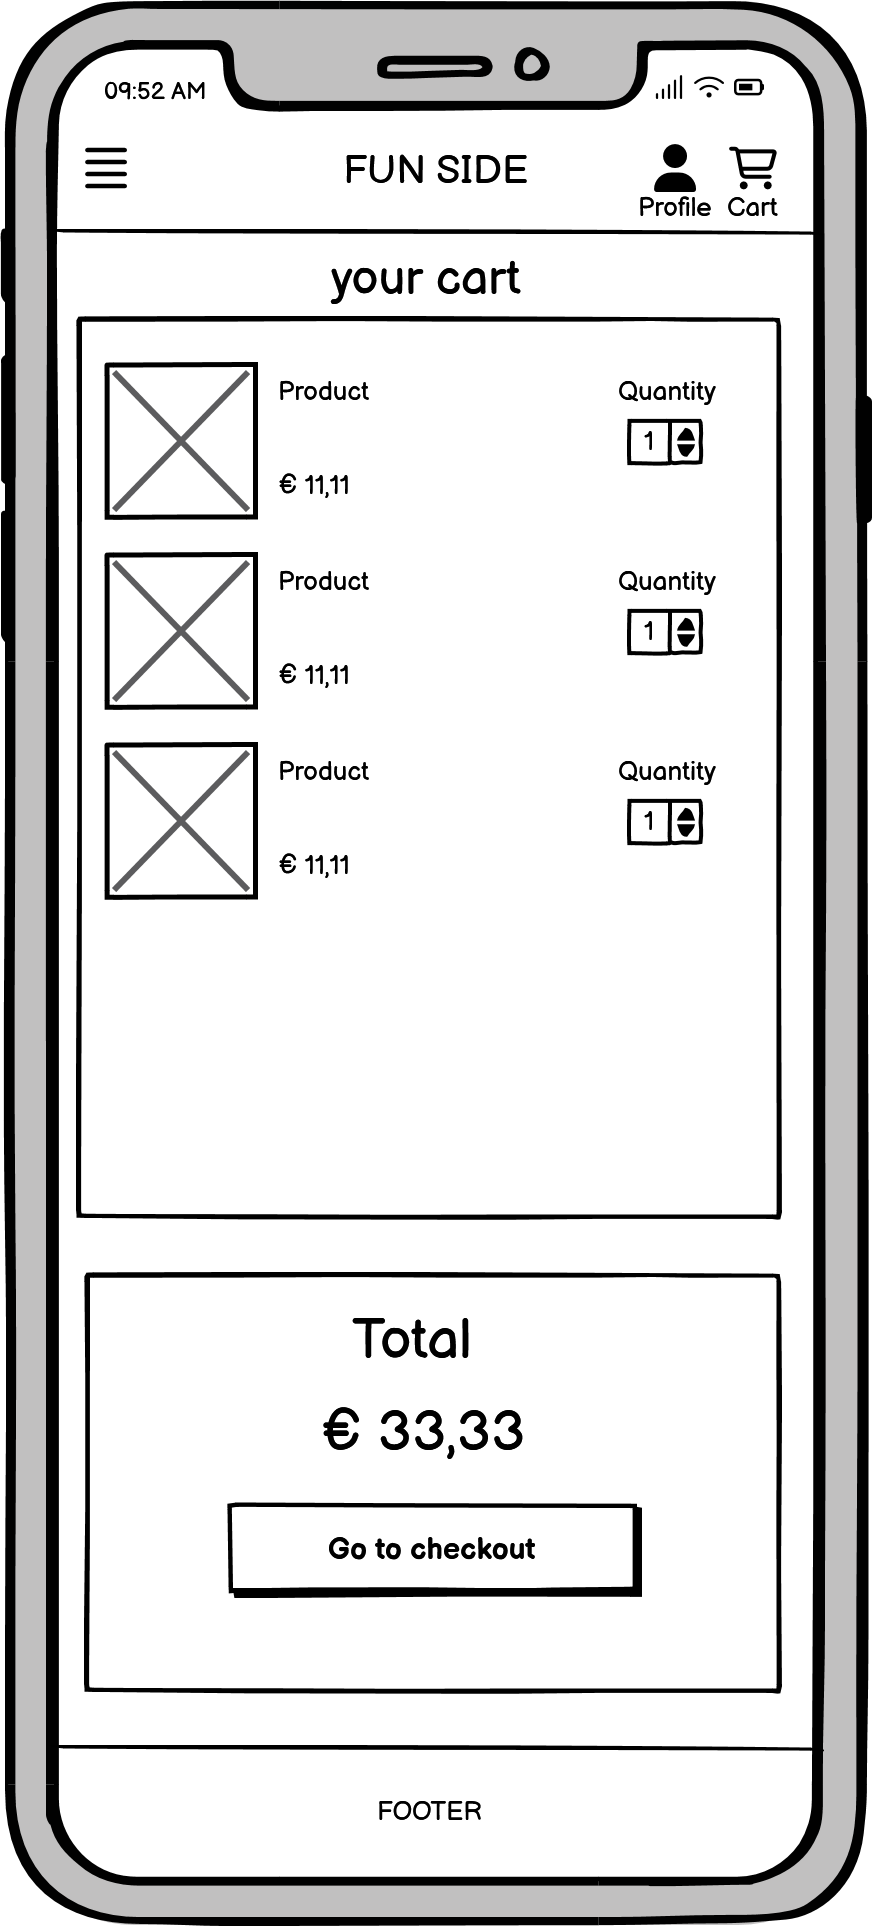 09:52 AM
FUN SIDE
Profile Cart
your cart
Product Quantity
1
€ 11,11
Product Quantity
1
€ 11,11
Product Quantity
1
€ 11,11
Total
€ 33,33
Go to checkout
FOOTER